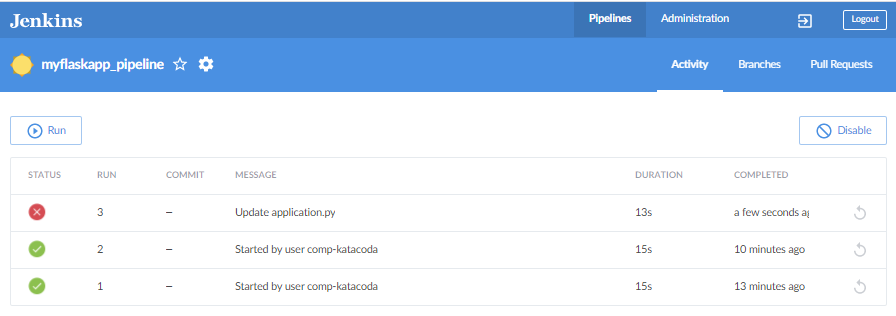 Jenkins Pipelines Administration Logout
myflaskapp_pipeline Activity Branches Pull Requests
Run Disable
STATUS RUN COMMIT MESSAGE DURATION COMPLETED
3 – Update application.py 13s a few seconds ag
2 – Started by user comp-katacoda 15s 10 minutes ago
1 – Started by user comp-katacoda 15s 13 minutes ago